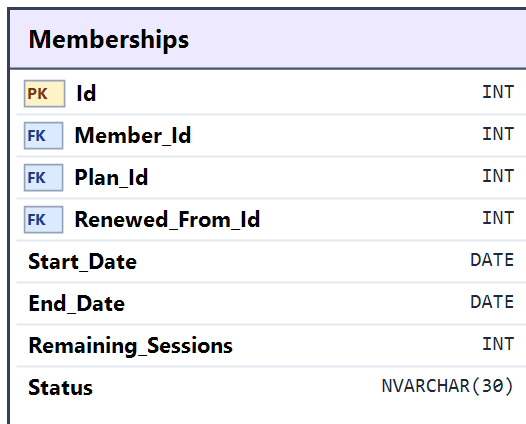 Memberships
PK Id INT
FK Member_Id INT
FK Plan_Id INT
FK Renewed_From_Id INT
Start_Date DATE
End_Date DATE
Remaining_Sessions INT
Status NVARCHAR(30)